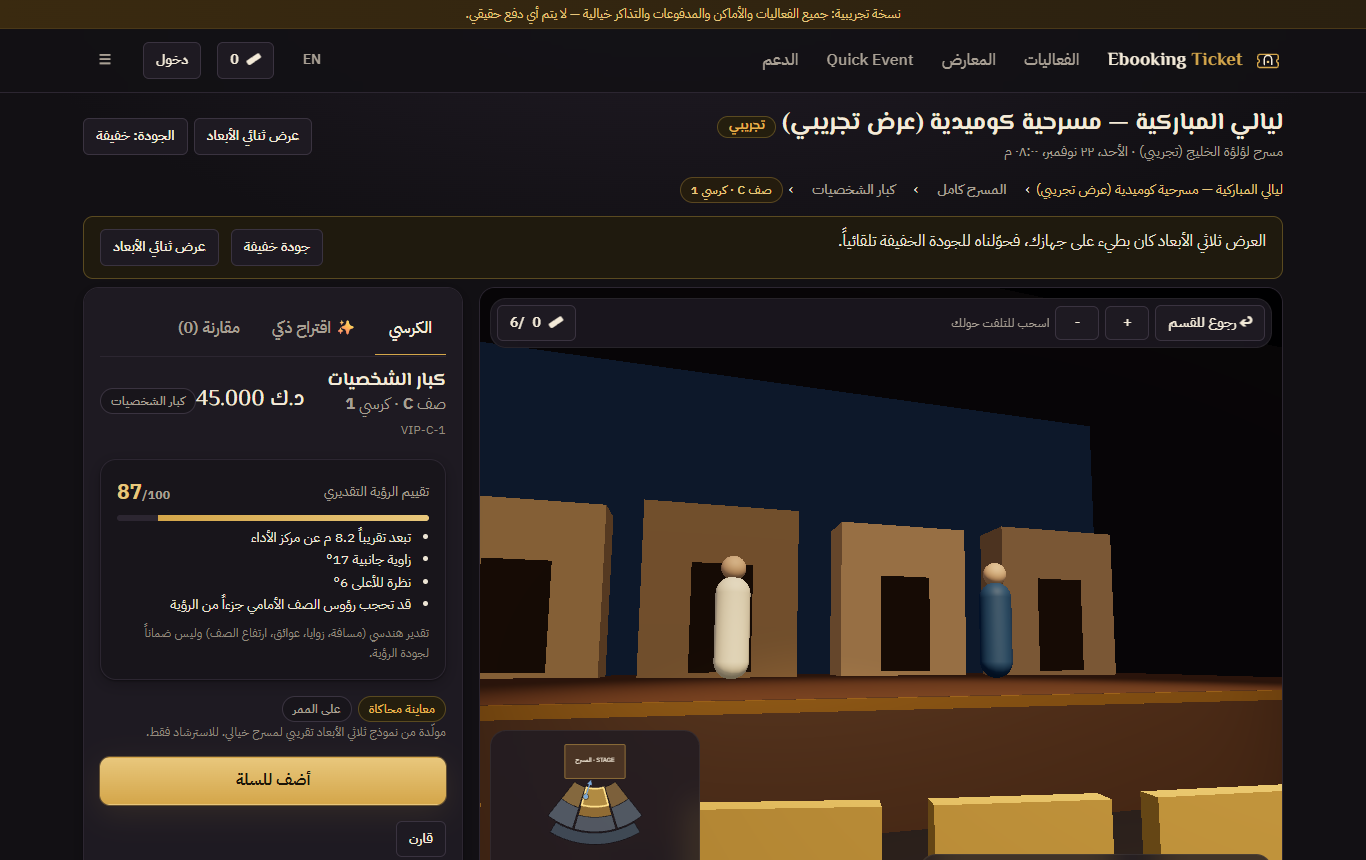 نسخة تجريبية: جميع الفعاليات والأماكن والمدفوعات والتذاكر خيالية — لا يتم أي دفع حقيقي.
Ebooking Ticket
الفعاليات
المعارض
Quick Event
الدعم
EN
0
دخول
ليالي المباركية — مسرحية كوميدية (عرض تجريبي) تجريبي
مسرح لؤلؤة الخليج (تجريبي) · الأحد، ٢٢ نوفمبر، ٠٨:٠٠ م
عرض ثنائي الأبعاد
الجودة: خفيفة
ليالي المباركية — مسرحية كوميدية (عرض تجريبي) › المسرح كامل › كبار الشخصيات › صف C · كرسي 1
العرض ثلاثي الأبعاد كان بطيء على جهازك، فحوّلناه للجودة الخفيفة تلقائياً.
جودة خفيفة
عرض ثنائي الأبعاد
رجوع للقسم
+
-
اسحب للتلفت حولك
0 /6
المسرح · STAGE
الكرسي
اقتراح ذكي
مقارنة (0)
كبار الشخصيات
صف C · كرسي 1
VIP-C-1
د.ك 45.000
كبار الشخصيات
تقييم الرؤية التقديري
87/100
تبعد تقريباً 8.2 م عن مركز الأداء
زاوية جانبية 17°
نظرة للأعلى 6°
قد تحجب رؤوس الصف الأمامي جزءاً من الرؤية
تقدير هندسي (مسافة، زوايا، عوائق، ارتفاع الصف) وليس ضماناً
لجودة الرؤية.
معاينة محاكاة
على الممر
مولّدة من نموذج ثلاثي الأبعاد تقريبي لمسرح خيالي. للاسترشاد فقط.
أضف للسلة
قارن